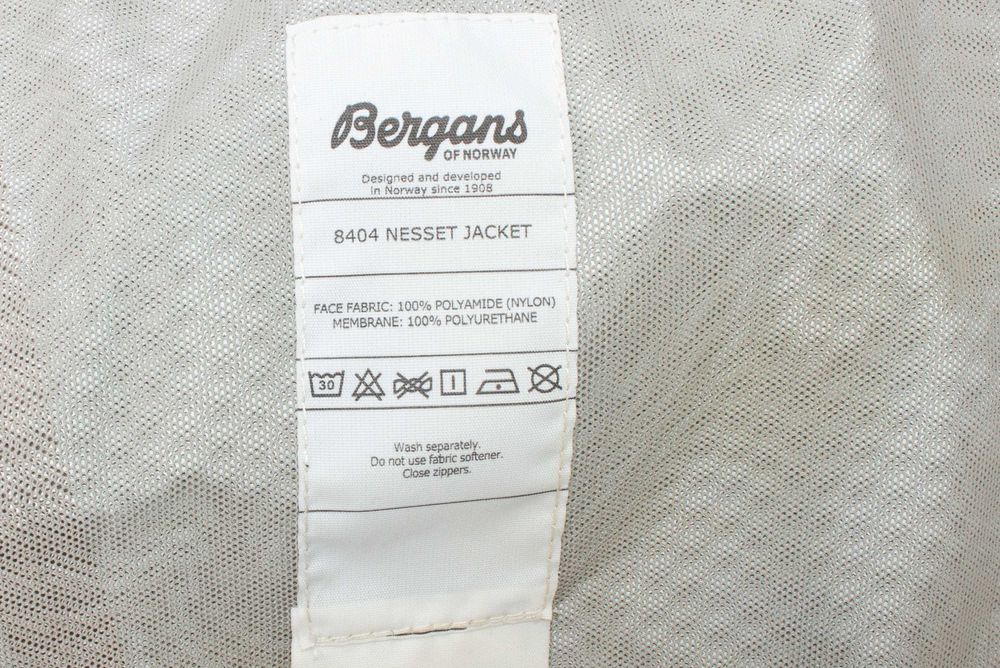 Bergans
OF NORWAY
Designed and developed
in Norway since 1908
8404 NESSET JACKET
FACE FABRIC: 100% POLYAMIDE (NYLON)
MEMBRANE: 100% POLYURETHANE
30
Wash separately.
Do not use fabric softener.
Close zippers.